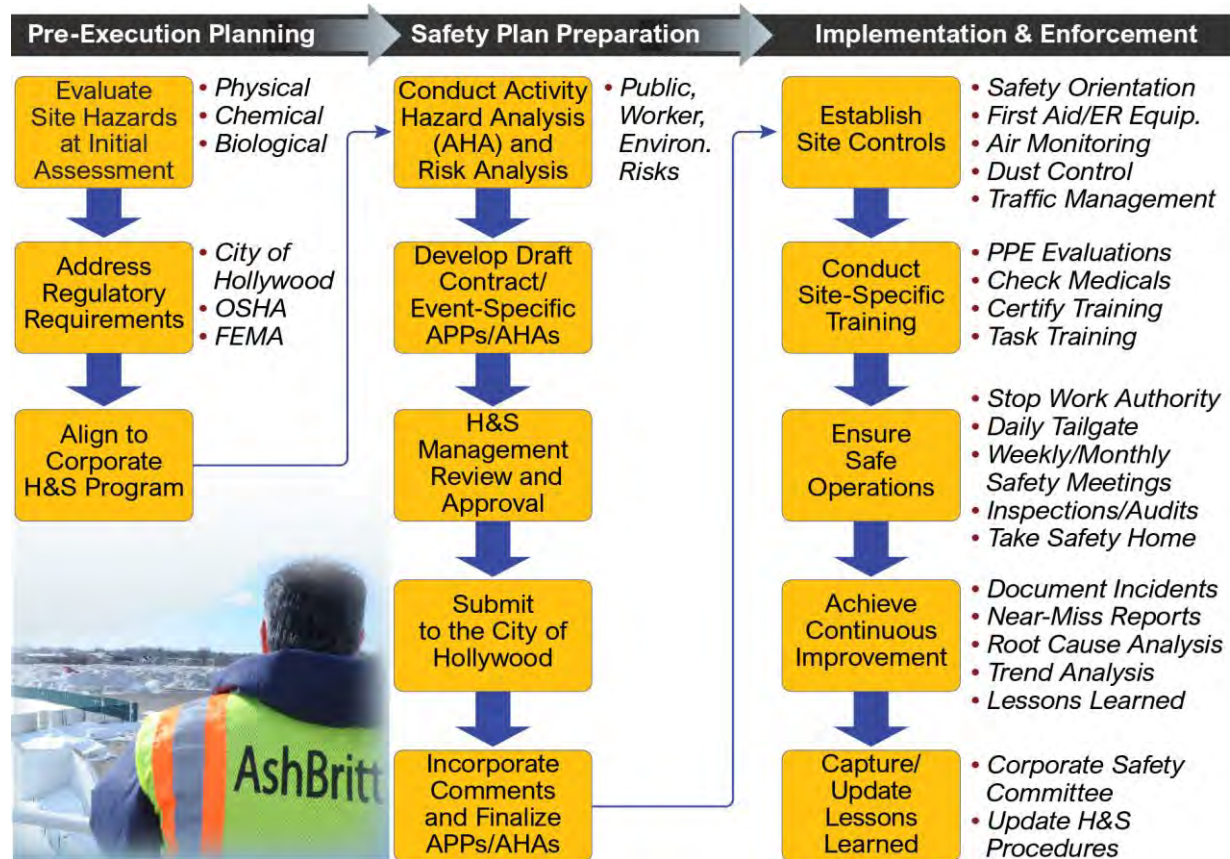 Pre-Execution Planning
Evaluate
Site Hazards
at Initial
Assessment
• Physical
• Chemical
• Biological
Address
Regulatory
Requirements
• City of
Hollywood
• OSHA
• FEMA
Align to
Corporate
H&S Program
AshBritt
Safety Plan Preparation
Conduct Activity
Hazard Analysis
(AHA) and
Risk Analysis
• Public,
Worker,
Environ.
Risks
Develop Draft
Contract/
Event-Specific
APPs/AHAs
H&S
Management
Review and
Approval
Submit
to the City of
Hollywood
Incorporate
Comments
and Finalize
APPs/AHAs
Implementation & Enforcement
Establish
Site Controls
• Safety Orientation
• First Aid/ER Equip.
• Air Monitoring
• Dust Control
• Traffic Management
Conduct
Site-Specific
Training
• PPE Evaluations
• Check Medicals
• Certify Training
• Task Training
Ensure
Safe
Operations
• Stop Work Authority
• Daily Tailgate
• Weekly/Monthly
Safety Meetings
• Inspections/Audits
• Take Safety Home
Achieve
Continuous
Improvement
• Document Incidents
• Near-Miss Reports
• Root Cause Analysis
• Trend Analysis
• Lessons Learned
Capture/
Update
Lessons
Learned
• Corporate Safety
Committee
• Update H&S
Procedures